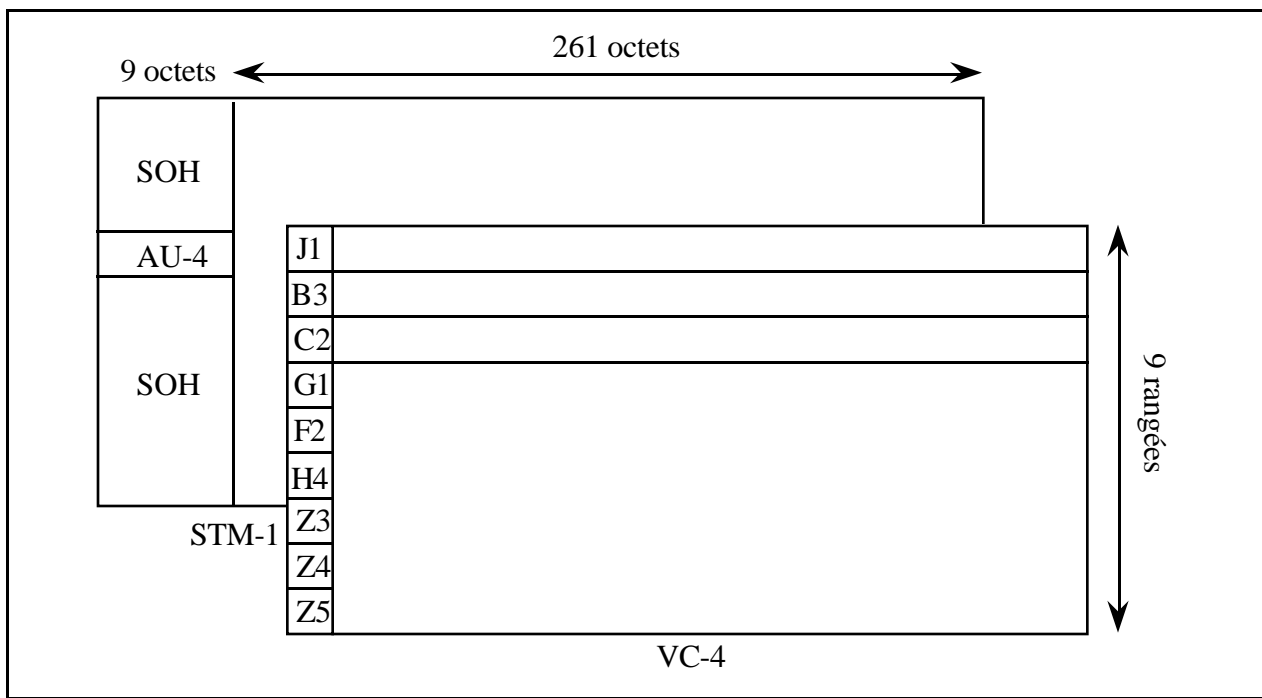 261 octets
9 octets
SOH
AU-4
SOH
STM-1
J1
B3
C2
G1
F2
H4
Z3
Z4
Z5
9 rangées
VC-4